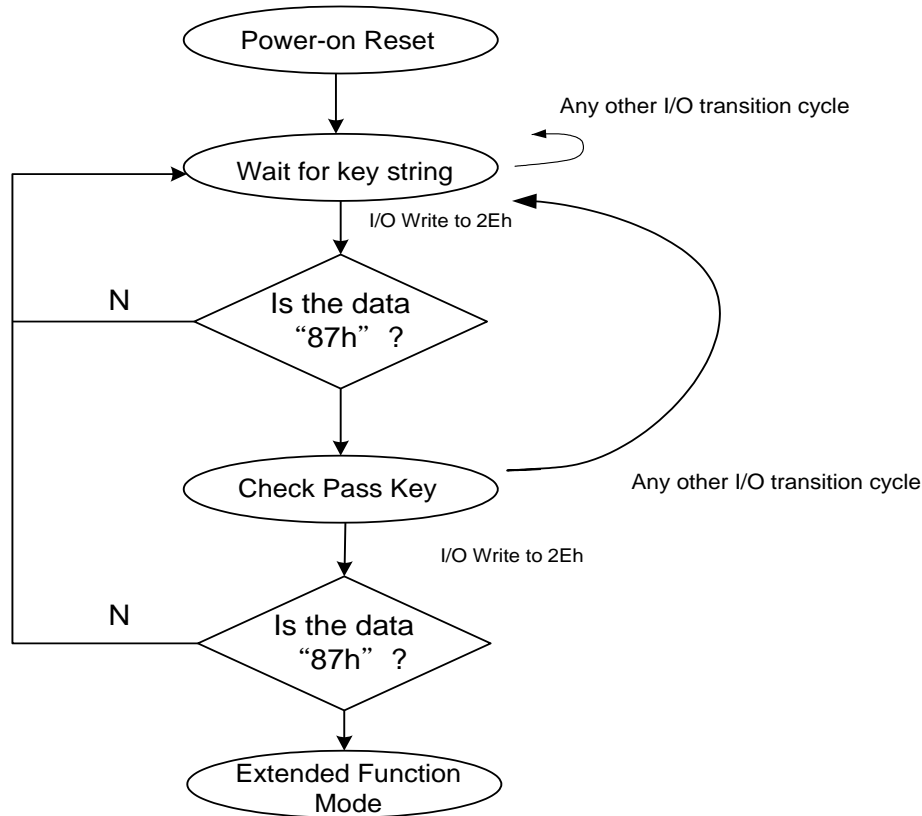 Power-on Reset
Any other I/O transition cycle
Wait for key string
I/O Write to 2Eh
N
Is the data
“87h” ?
Check Pass Key
Any other I/O transition cycle
I/O Write to 2Eh
N
Is the data
“87h” ?
Extended Function
Mode